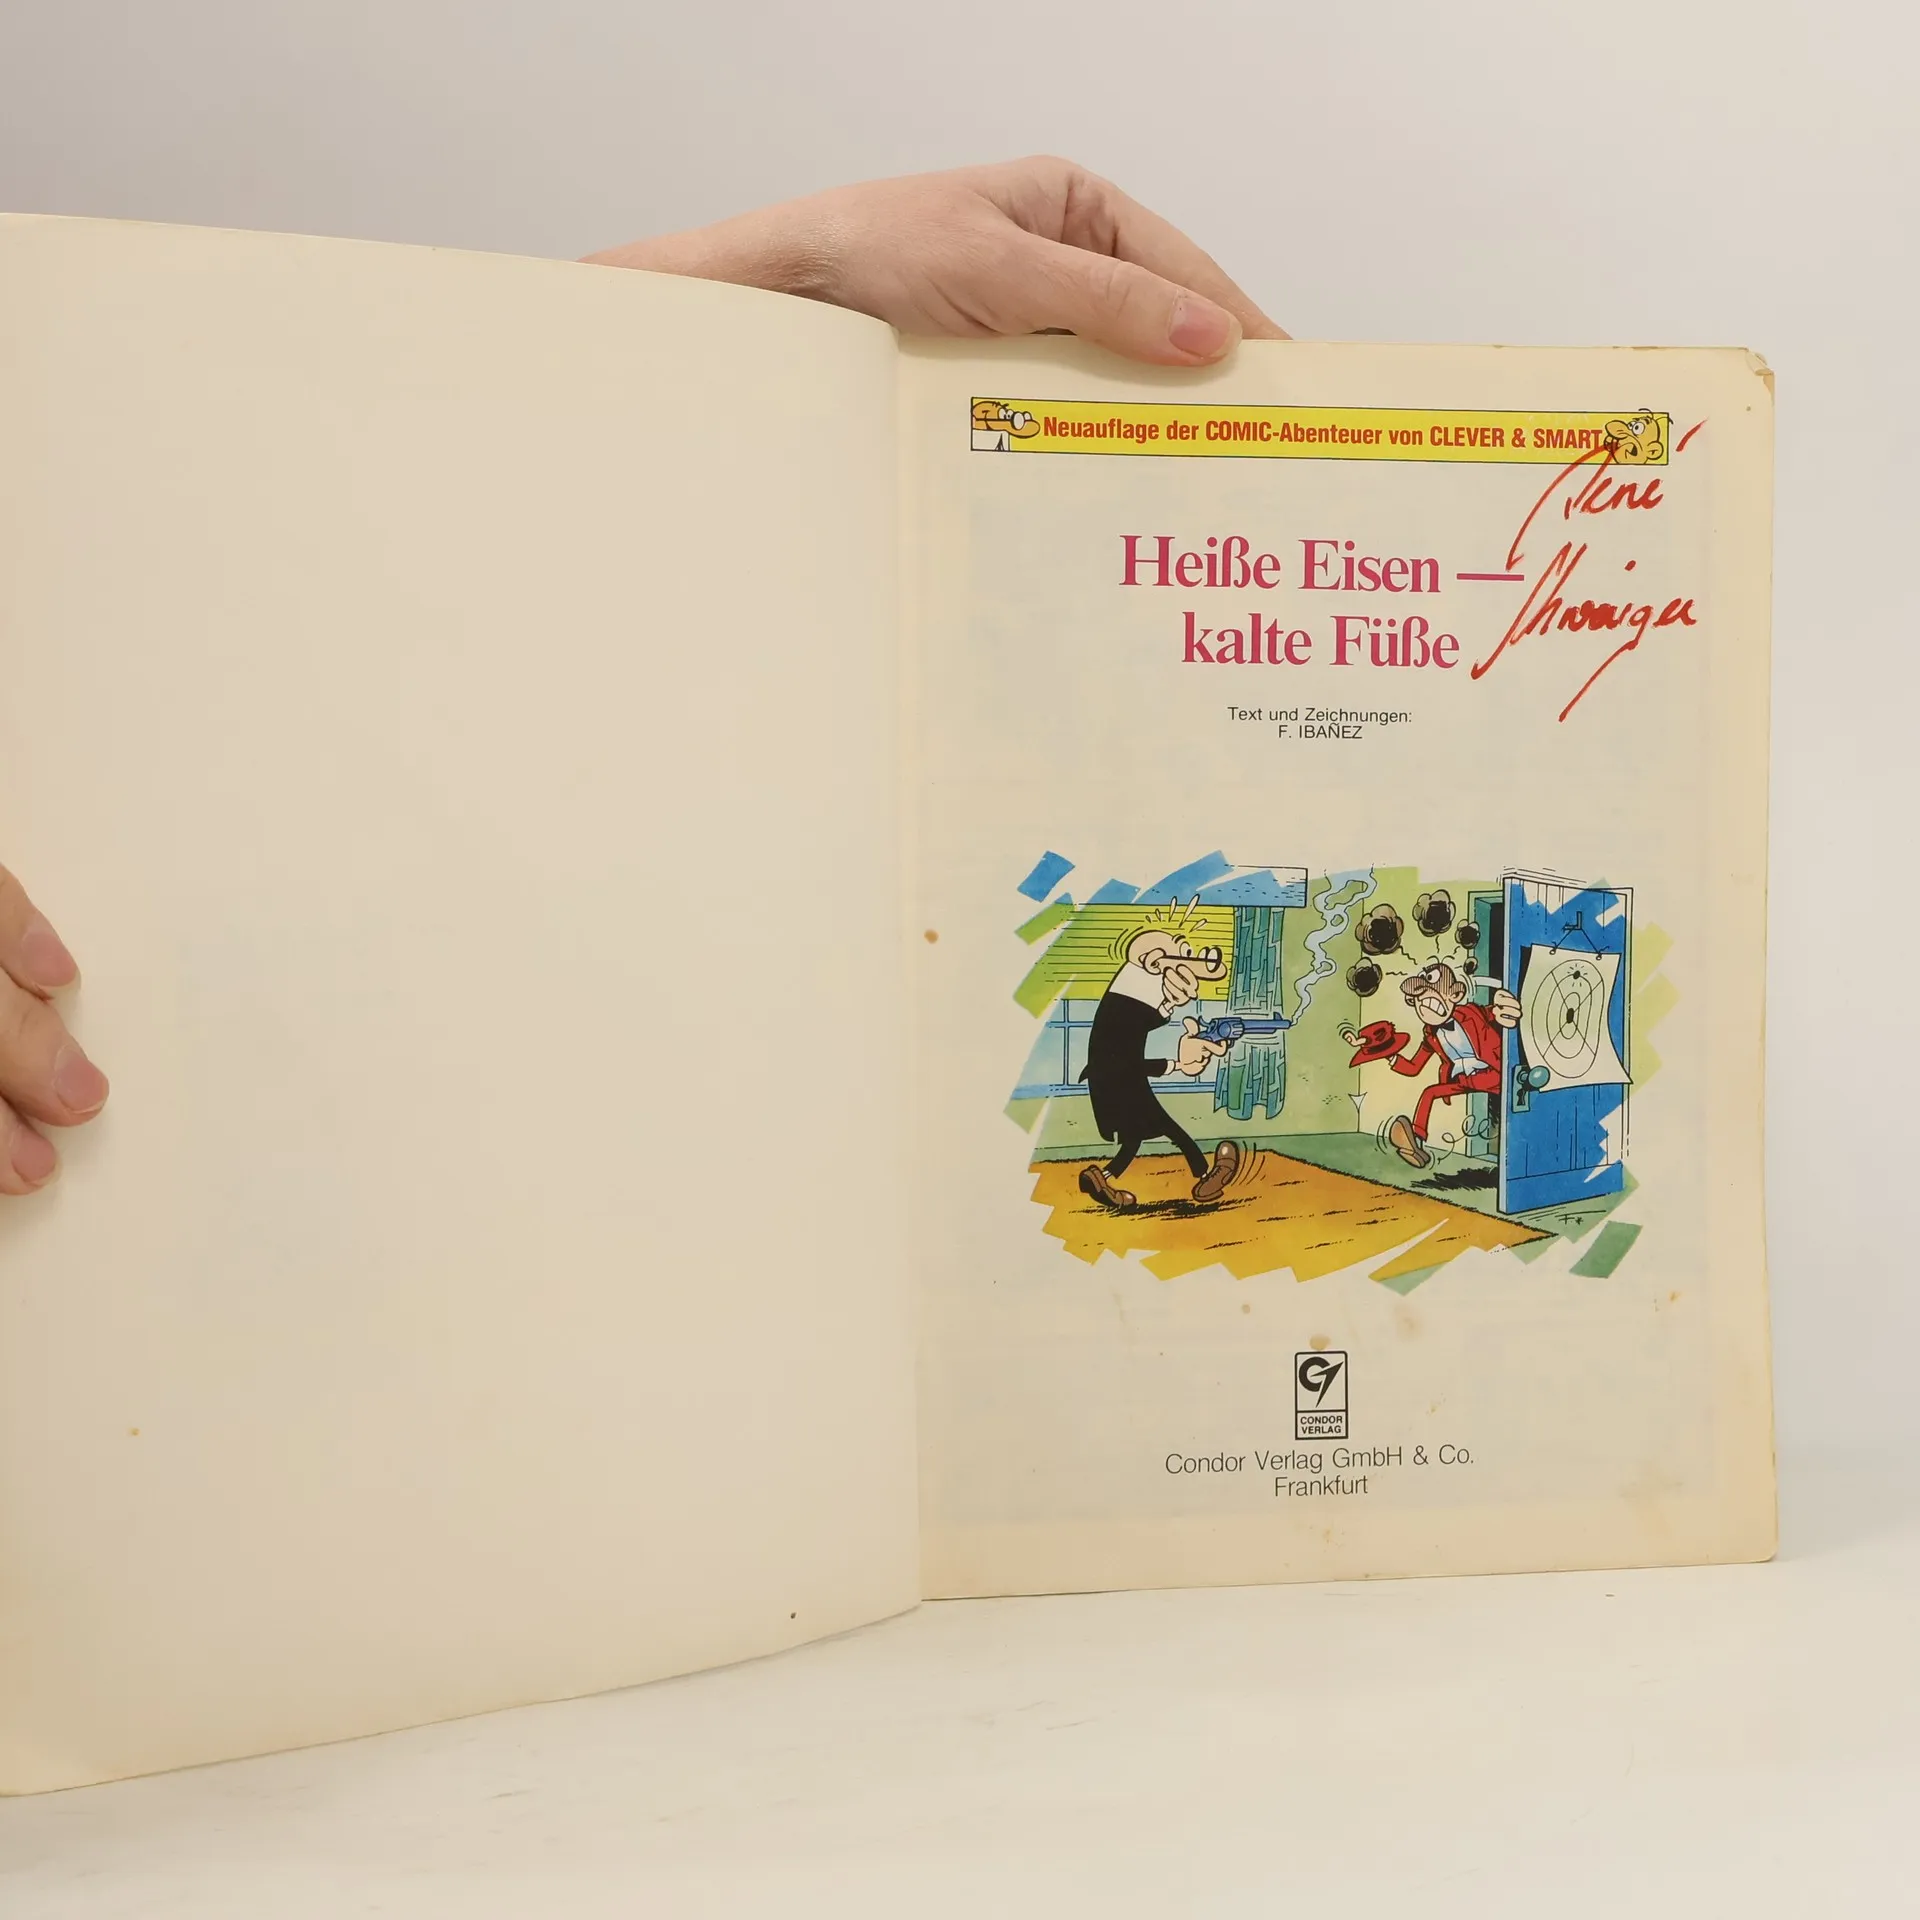 Neuauflage der COMIC-Abenteuer von CLEVER & SMART
René
Heiße Eisen —
kalte Füße
Text und Zeichnungen:
F. IBAÑEZ
CONDOR
VERLAG
Condor Verlag GmbH & Co.
Frankfurt